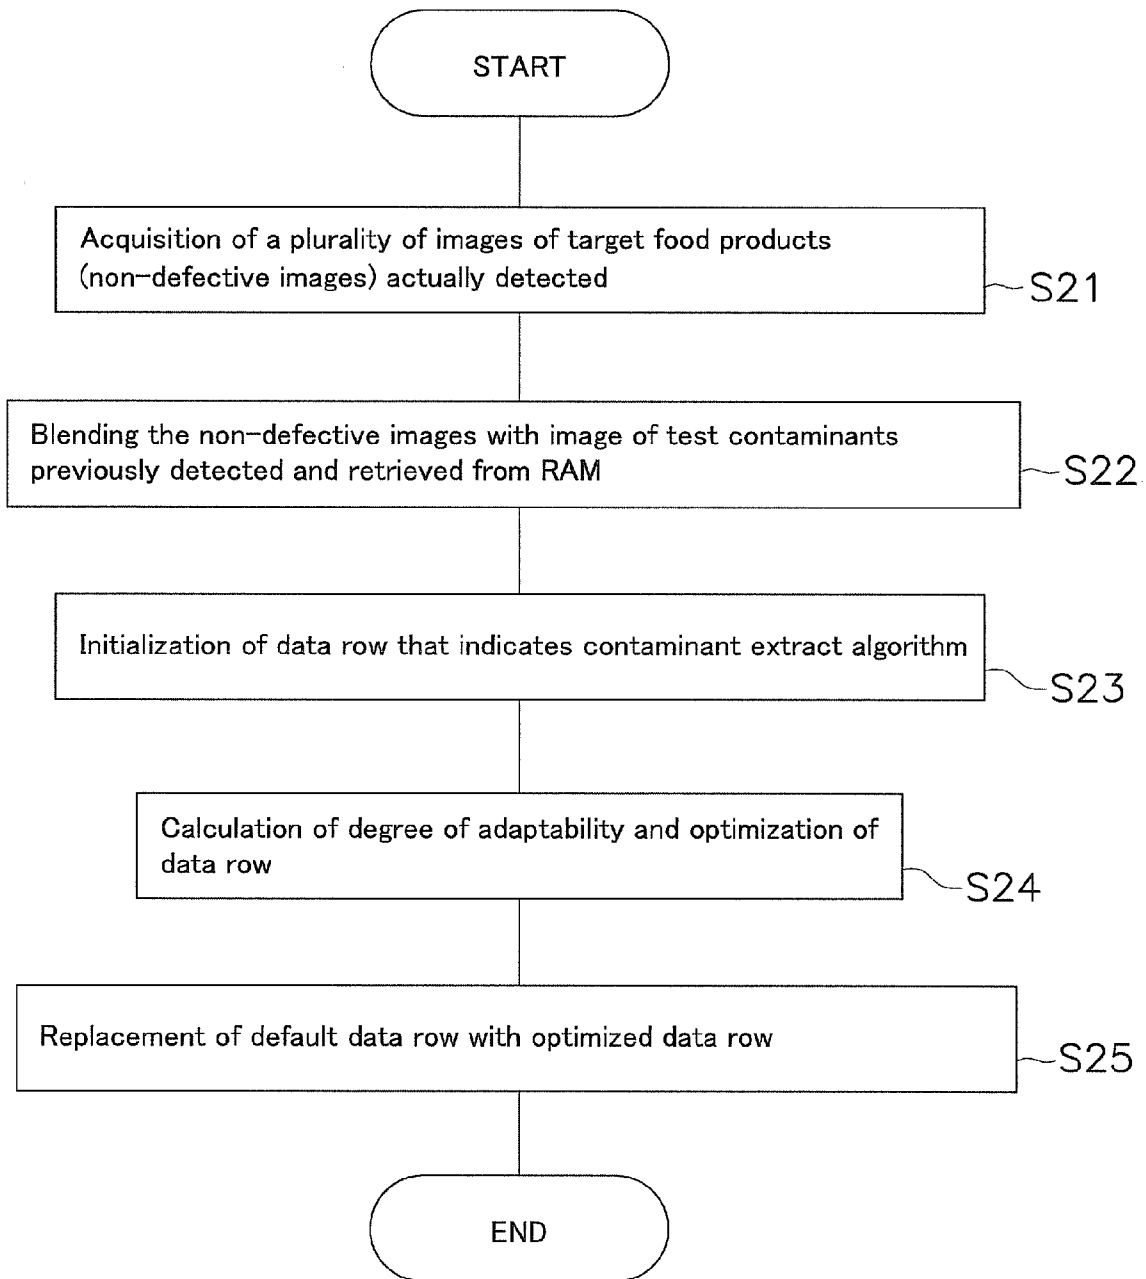 START
Acquisition of a plurality of images of target food products
(non-defective images) actually detected
S21
Blending the non-defective images with image of test contaminants
previously detected and retrieved from RAM
S22
Initialization of data row that indicates contaminant extract algorithm
S23
Calculation of degree of adaptability and optimization of
data row
S24
Replacement of default data row with optimized data row
S25
END